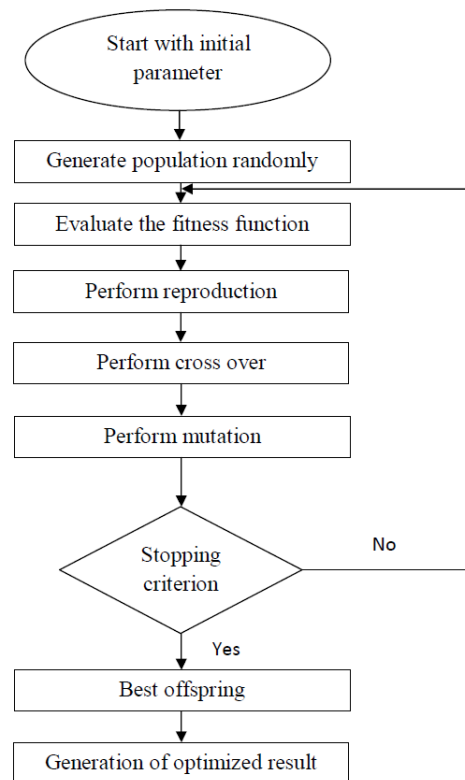 Start with initial
parameter
Generate population randomly
Evaluate the fitness function
Perform reproduction
Perform cross over
Perform mutation
Stopping
criterion
No
Yes
Best offspring
Generation of optimized result